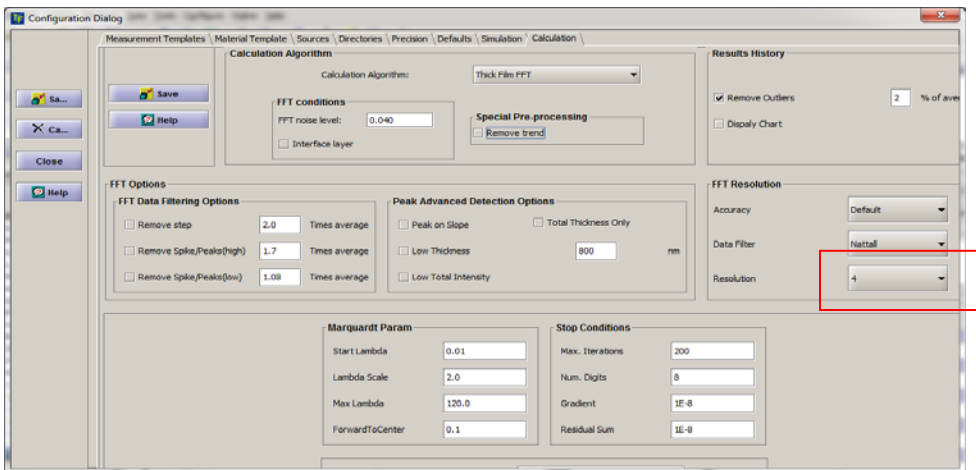 Configuration Dialog
Measurement Templates Material Template Sources Directories Precision Defaults Simulation Calculation
Sa...
Ca...
Close
Help
Save
Help
Calculation Algorithm
Calculation Algorithm: Thick Film FFT
FFT conditions
FFT noise level: 0.040
Interface layer
Special Pre-processing
Remove trend
Results History
Remove Outliers 2 % of aver
Dispaly Chart
FFT Options
FFT Data Filtering Options
Remove step 2.0 Times average
Remove Spike/Peaks(high) 1.7 Times average
Remove Spike/Peaks(low) 1.08 Times average
Peak Advanced Detection Options
Peak on Slope Total Thickness Only
Low Thickness 800 nm
Low Total Intensity
FFT Resolution
Accuracy Default
Data Filter Nattall
Resolution 4
Marquardt Param
Start Lambda 0.01
Lambda Scale 2.0
Max Lambda 120.0
ForwardToCenter 0.1
Stop Conditions
Max. Iterations 200
Num. Digits 8
Gradient 1E-8
Residual Sum 1E-8